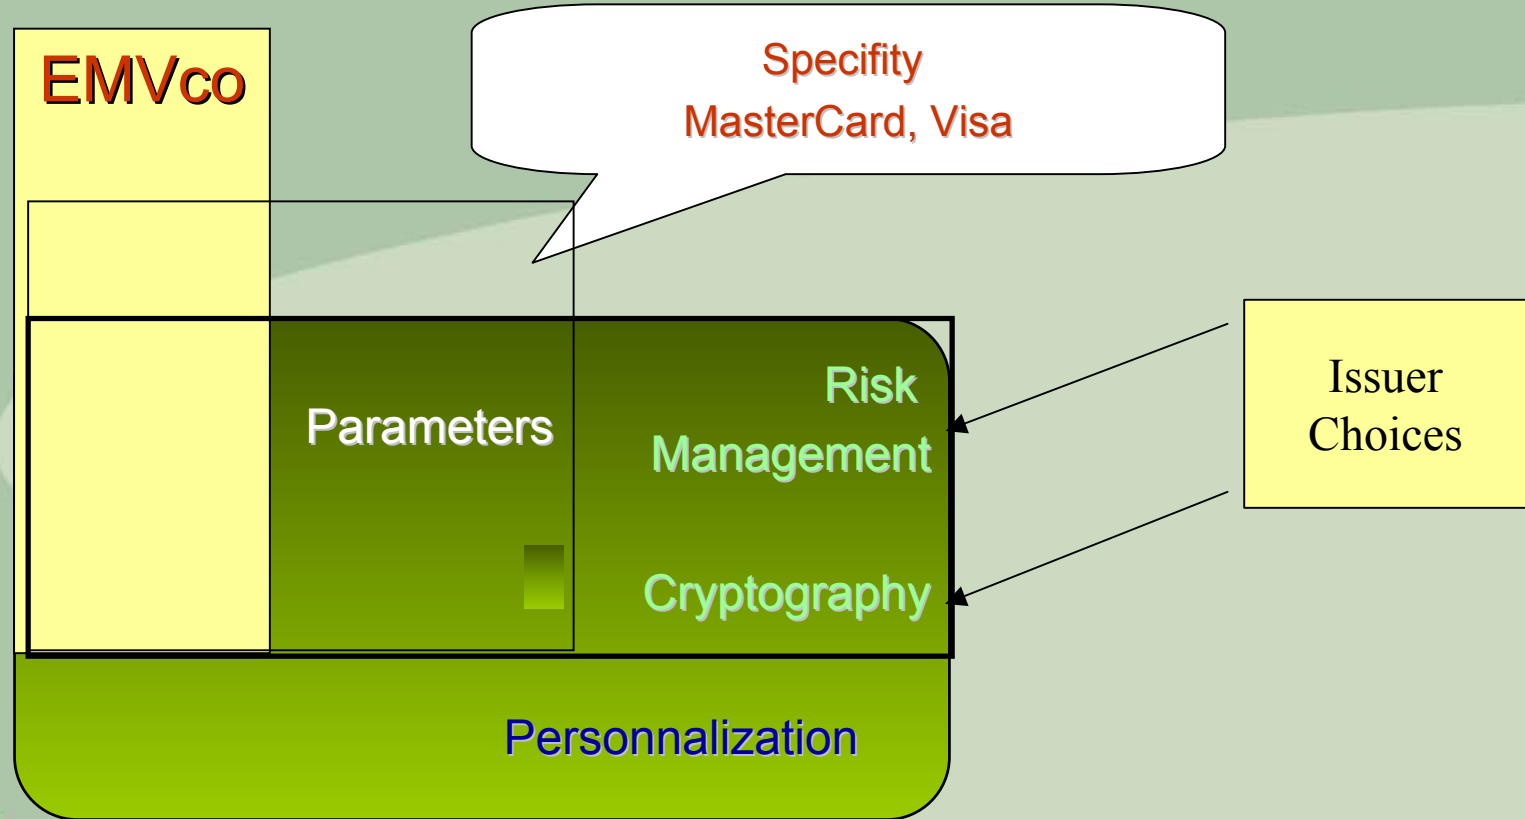 EMVco
Specifity
MasterCard, Visa
Parameters
Risk
Management
Cryptography
Issuer
Choices
Personnalization